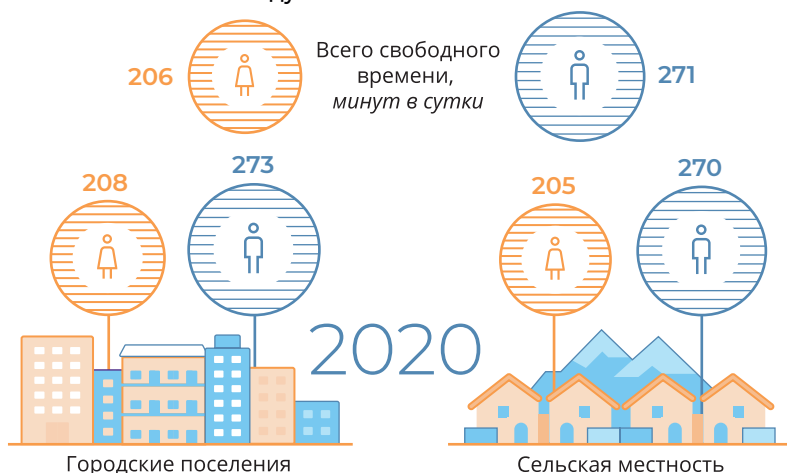 206
Всего свободного
времени,
минут в сутки
271
208
273
205
270
2020
Городские поселения
Сельская местность